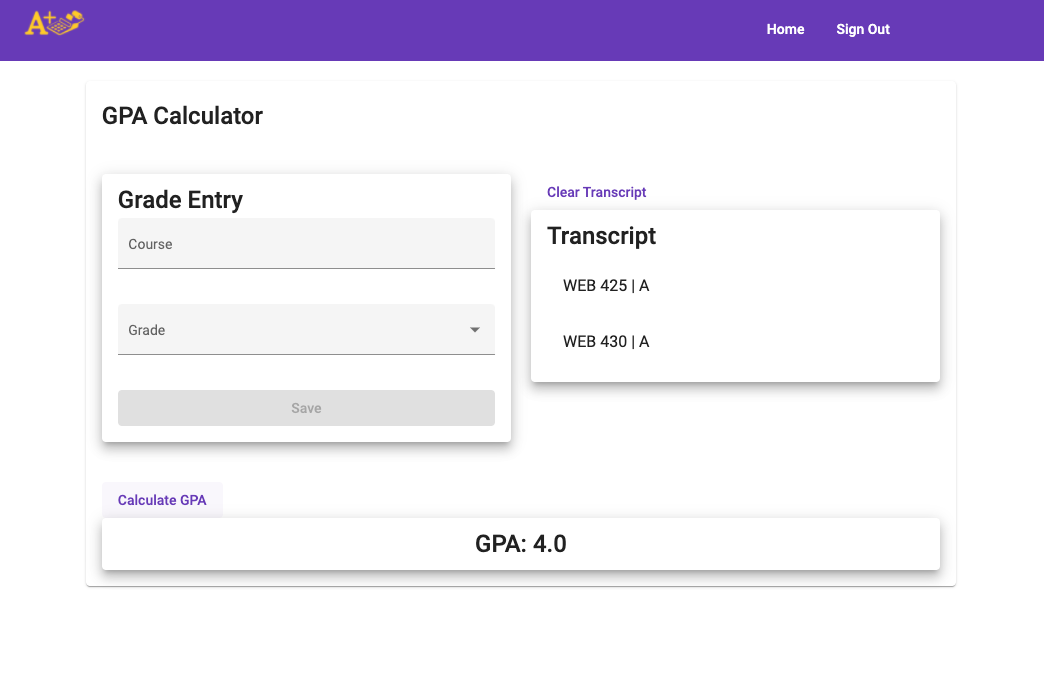 A+
Home
Sign Out
GPA Calculator
Grade Entry
Course
Grade
Save
Clear Transcript
Transcript
WEB 425 | A
WEB 430 | A
Calculate GPA
GPA: 4.0